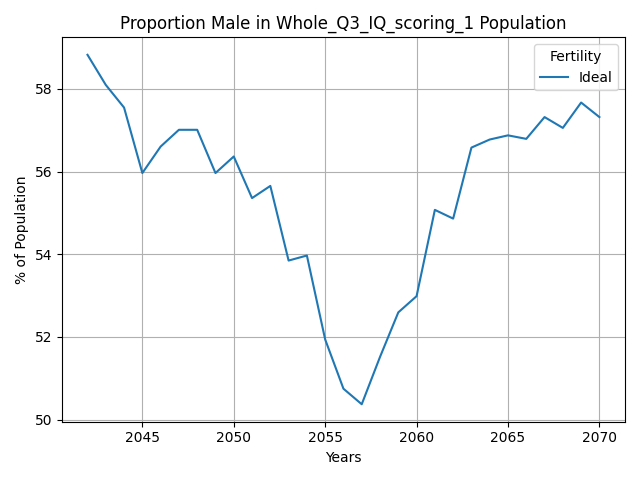 Proportion Male in Whole_Q3_IQ_scoring_1 Population
Fertility
Ideal
% of Population
58
56
54
52
50
2045 2050 2055 2060 2065 2070
Years